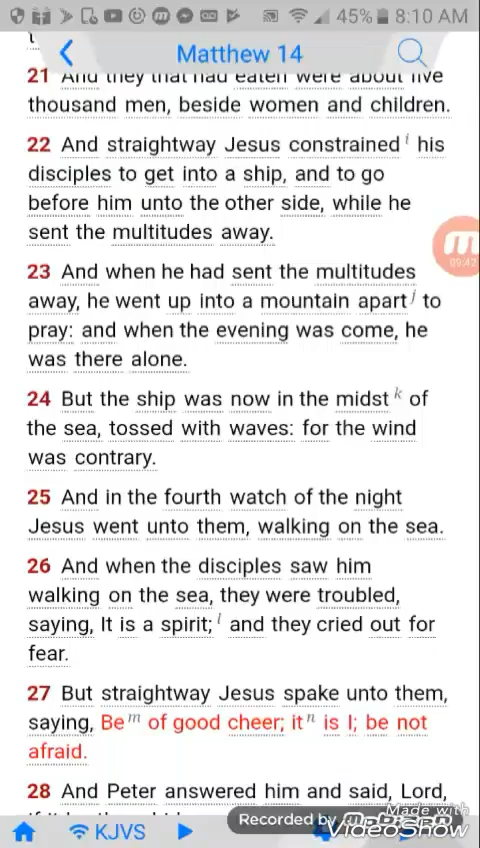 45% 8:10 AM
Matthew 14
21 And they that had eaten were about five
thousand men, beside women and children.
22 And straightway Jesus constrained i his
disciples to get into a ship, and to go
before him unto the other side, while he
sent the multitudes away.
23 And when he had sent the multitudes
away, he went up into a mountain apart j to
pray: and when the evening was come, he
was there alone.
09:42
24 But the ship was now in the midst k of
the sea, tossed with waves: for the wind
was contrary.
25 And in the fourth watch of the night
Jesus went unto them, walking on the sea.
26 And when the disciples saw him
walking on the sea, they were troubled,
saying, It is a spirit; l and they cried out for
fear.
27 But straightway Jesus spake unto them,
saying, Be m of good cheer; it n is I; be not
afraid.
28 And Peter answered him and said, Lord,
Recorded by
Made with
KJVS
VideoShow